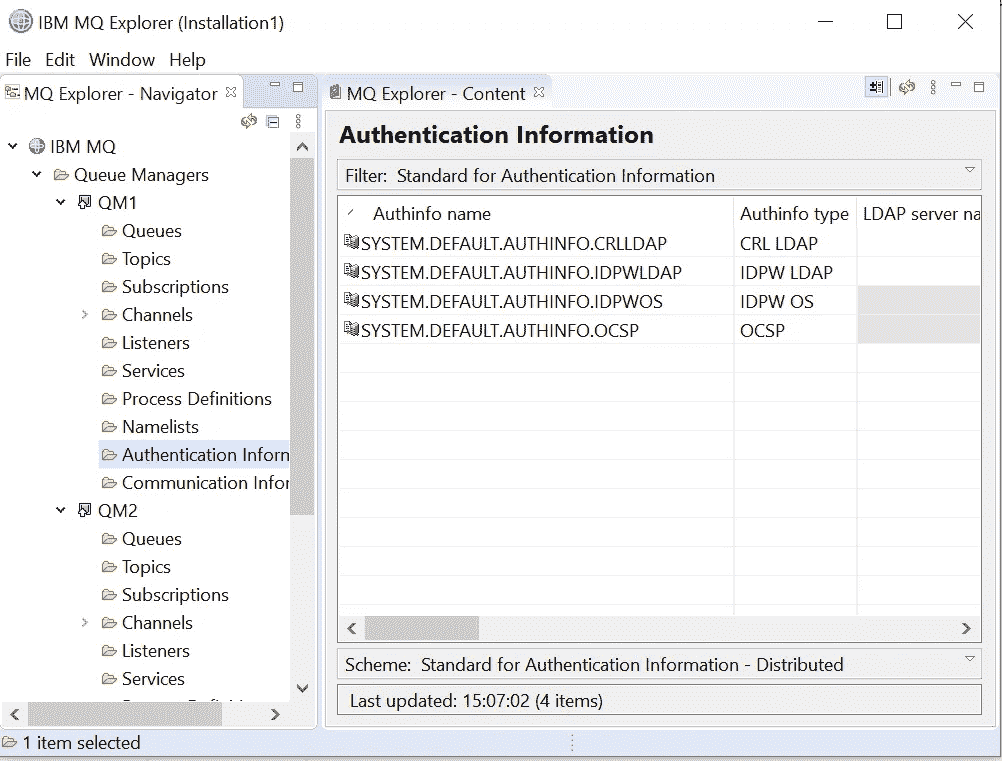 IBM MQ Explorer (Installation1)
File Edit Window Help
MQ Explorer - Navigator
IBM MQ
Queue Managers
QM1
Queues
Topics
Subscriptions
Channels
Listeners
Services
Process Definitions
Namelists
Authentication Inform
Communication Infor
QM2
Queues
Topics
Subscriptions
Channels
Listeners
Services
1 item selected
MQ Explorer - Content
Authentication Information
Filter: Standard for Authentication Information
Authinfo name Authinfo type LDAP server na
SYSTEM.DEFAULT.AUTHINFO.CRLLDAP CRL LDAP
SYSTEM.DEFAULT.AUTHINFO.IDPWLDAP IDPW LDAP
SYSTEM.DEFAULT.AUTHINFO.IDPWOS IDPW OS
SYSTEM.DEFAULT.AUTHINFO.OCSP OCSP
Scheme: Standard for Authentication Information - Distributed
Last updated: 15:07:02 (4 items)